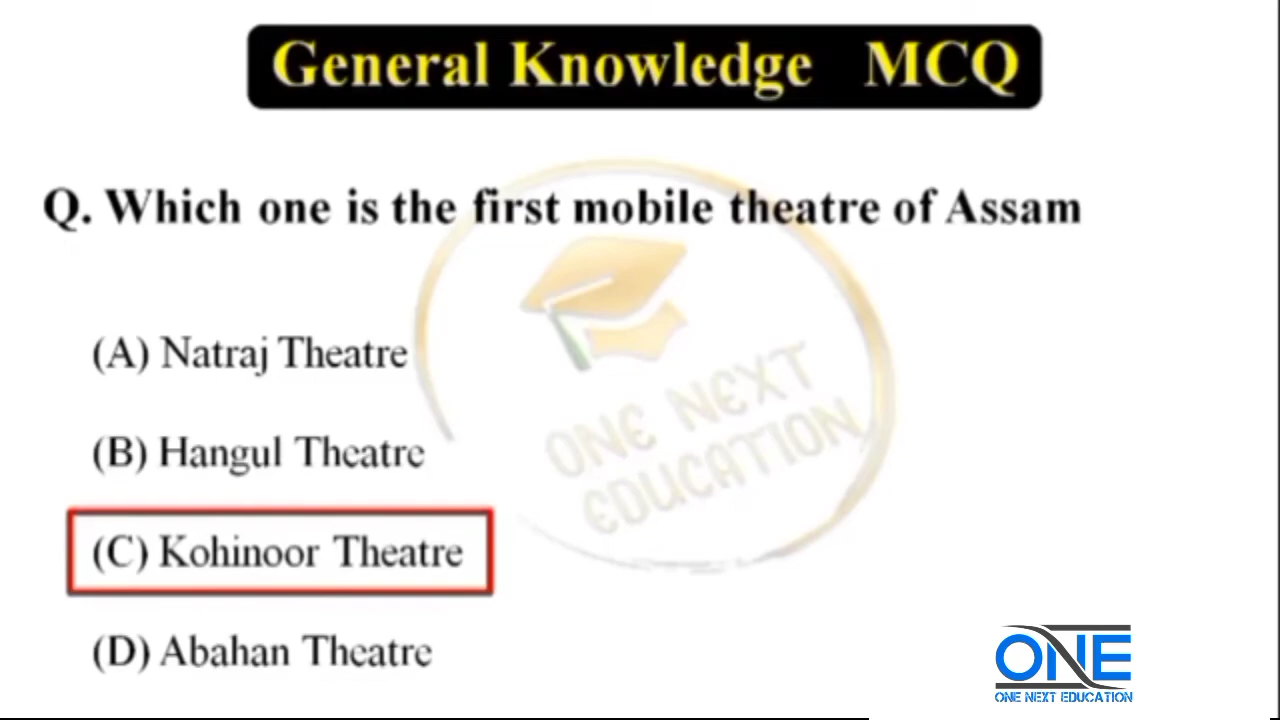 General Knowledge MCQ
Q. Which one is the first mobile theatre of Assam
(A) Natraj Theatre
(B) Hangul Theatre
(C) Kohinoor Theatre
(D) Abahan Theatre
ONE NEXT
EDUCATION
ONE
ONE NEXT EDUCATION